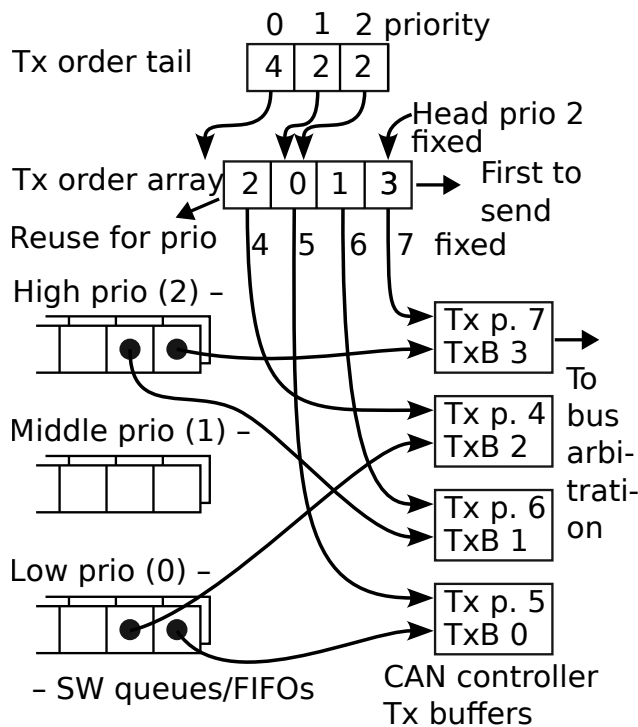 0 1 2 priority
Tx order tail
4 2 2
Head prio 2
fixed
Tx order array
2 0 1 3
First to
send
Reuse for prio
4 5 6 7 fixed
High prio (2) –
Tx p. 7
TxB 3
To
bus
arbi-
trati-
on
Tx p. 4
TxB 2
Middle prio (1) –
Tx p. 6
TxB 1
Low prio (0) –
Tx p. 5
TxB 0
– SW queues/FIFOs
CAN controller
Tx buffers